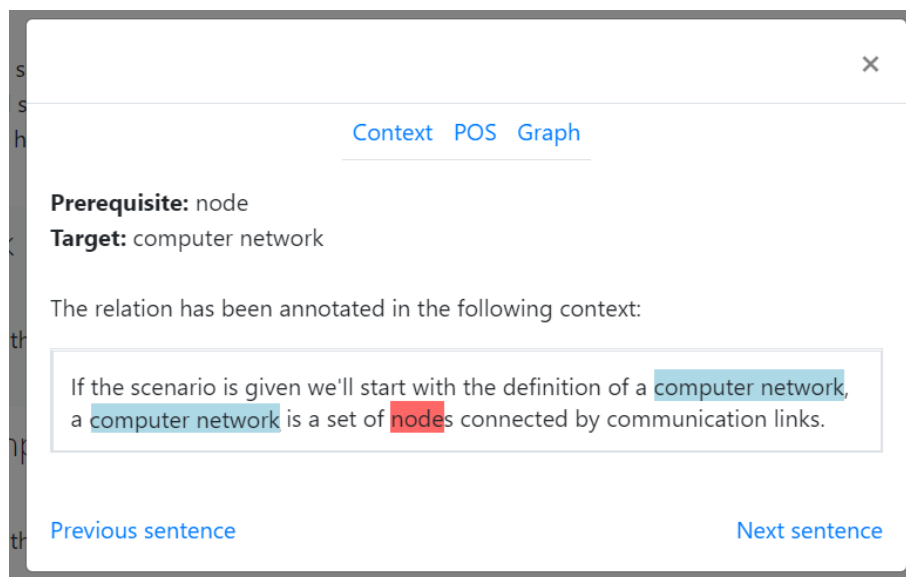 ×
Context POS Graph
Prerequisite: node
Target: computer network
The relation has been annotated in the following context:
If the scenario is given we'll start with the definition of a computer network,
a computer network is a set of nodes connected by communication links.
Previous sentence Next sentence